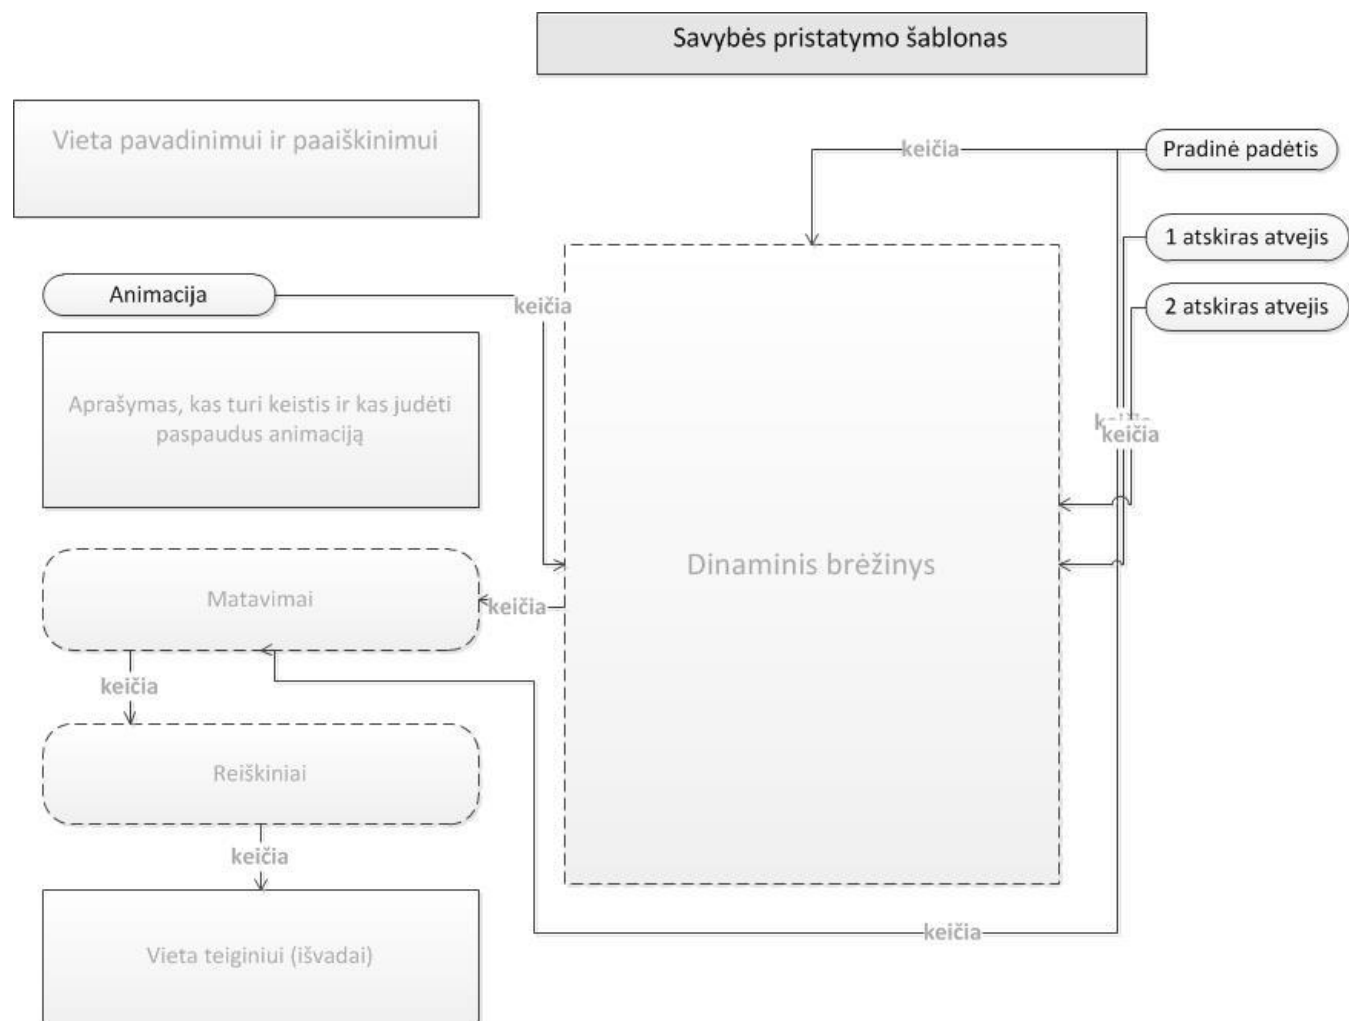 Savybės pristatymo šablonas
Vieta pavadinimui ir paaiškinimui
keičia
Pradinė padėtis
1 atskiras atvejis
Animacija
keičia
2 atskiras atvejis
Aprašymas, kas turi keistis ir kas judėti
paspaudus animaciją
keičia
keičia
Dinaminis brėžinys
Matavimai
keičia
keičia
Reiškiniai
keičia
keičia
Vieta teiginiui (išvadai)